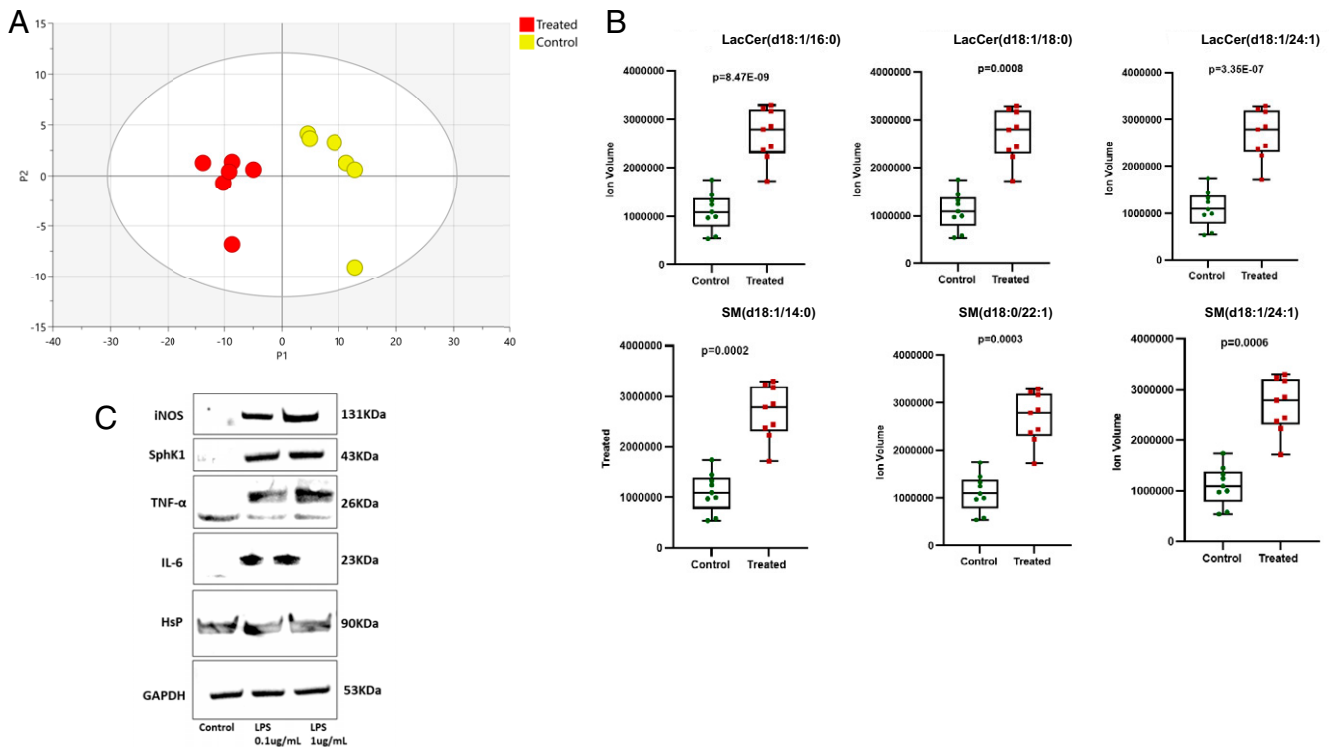 A
15
10
5
0
-5
-10
-15
P2
-40
-30
-20
-10
0
10
20
30
40
P1
Treated
Control
B
LacCer(d18:1/16:0)
p=8.47E-09
Ion Volume
4000000
3000000
2000000
1000000
0
Control
Treated
LacCer(d18:1/18:0)
p=0.0008
Ion Volume
4000000
3000000
2000000
1000000
0
Control
Treated
LacCer(d18:1/24:1)
p=3.35E-07
Ion Volume
4000000
3000000
2000000
1000000
0
Control
Treated
SM(d18:1/14:0)
p=0.0002
Treated
4000000
3000000
2000000
1000000
0
Control
Treated
SM(d18:0/22:1)
p=0.0003
Ion Volume
4000000
3000000
2000000
1000000
0
Control
Treated
SM(d18:1/24:1)
p=0.0006
Ion Volume
4000000
3000000
2000000
1000000
0
Control
Treated
C
iNOS 131KDa
SphK1 43KDa
TNF-α 26KDa
IL-6 23KDa
HsP 90KDa
GAPDH 53KDa
Control LPS LPS
0.1ug/mL 1ug/mL